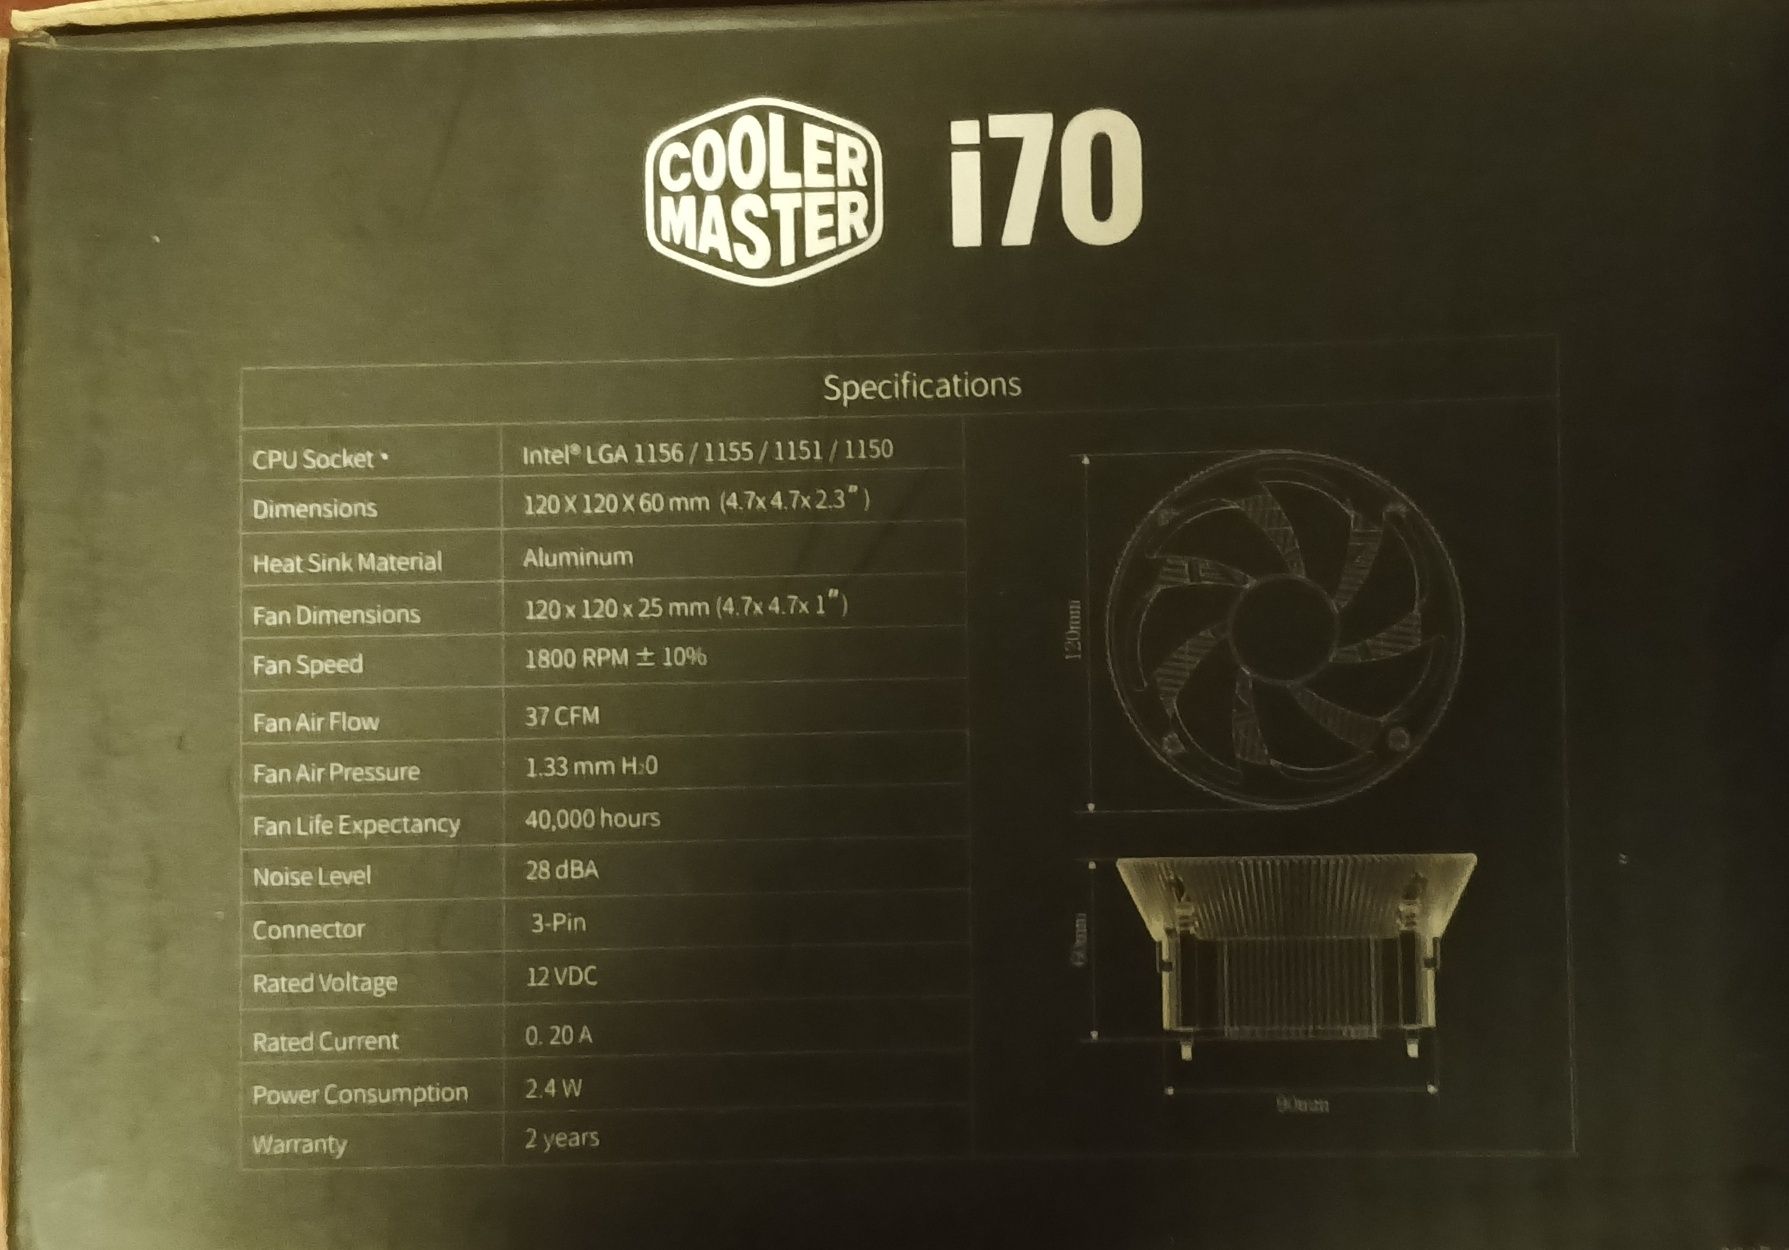 COOLER
MASTER
i70
Specifications
CPU Socket • Intel® LGA 1156 / 1155 / 1151 / 1150
Dimensions 120 X 120 X 60 mm (4.7x 4.7x 2.3")
Heat Sink Material Aluminum
Fan Dimensions 120 x 120 x 25 mm (4.7x 4.7x 1")
Fan Speed 1800 RPM ± 10%
Fan Air Flow 37 CFM
Fan Air Pressure 1.33 mm H₂0
Fan Life Expectancy 40,000 hours
Noise Level 28 dBA
Connector 3-Pin
Rated Voltage 12 VDC
Rated Current 0. 20 A
Power Consumption 2.4 W
Warranty 2 years
120mm
60mm
90mm